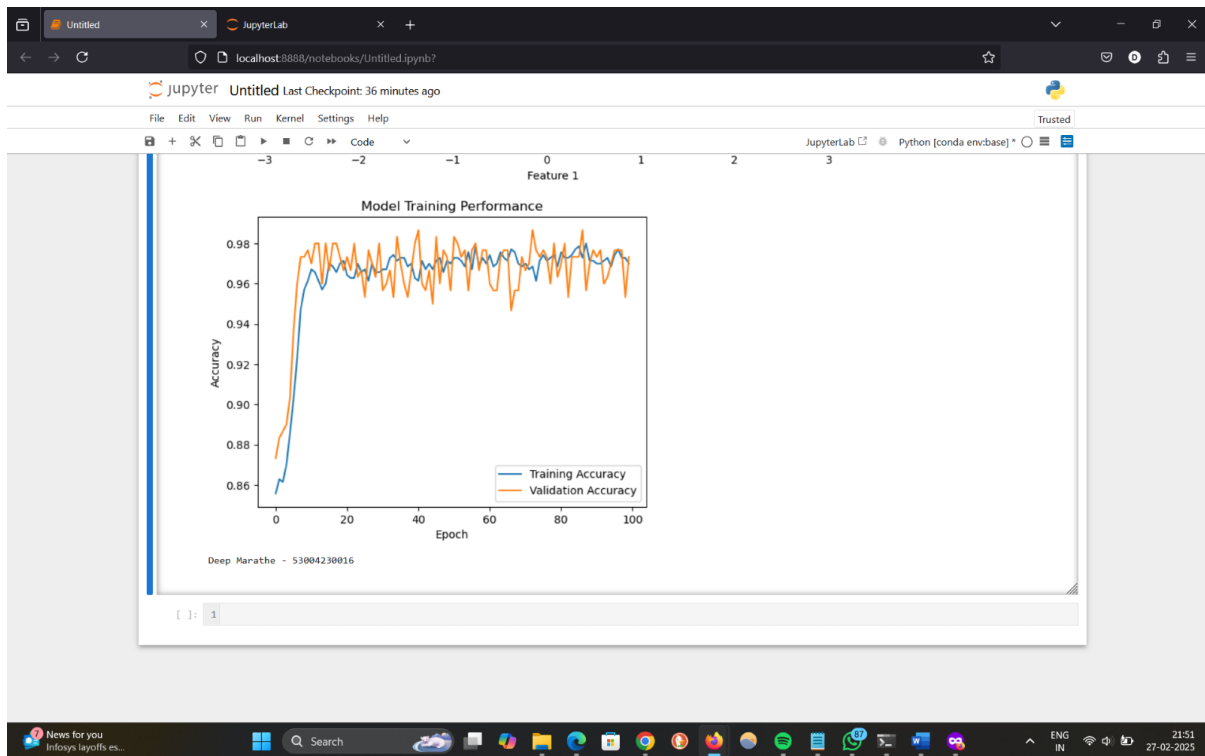 Untitled
JupyterLab
localhost:8888/notebooks/Untitled.ipynb?
D
jupyter Untitled Last Checkpoint: 36 minutes ago
File Edit View Run Kernel Settings Help
Trusted
Code
JupyterLab
Python [conda env:base] *
−3 −2 −1 0 1 2 3
Feature 1
Model Training Performance
0.98
0.96
0.94
0.92
0.90
0.88
0.86
Accuracy
Training Accuracy
Validation Accuracy
0 20 40 60 80 100
Epoch
Deep Marathe - 53004230016
[ ]: 1
7
News for you
Infosys layoffs es...
Search
87
ENG
IN
21:51
27-02-2025